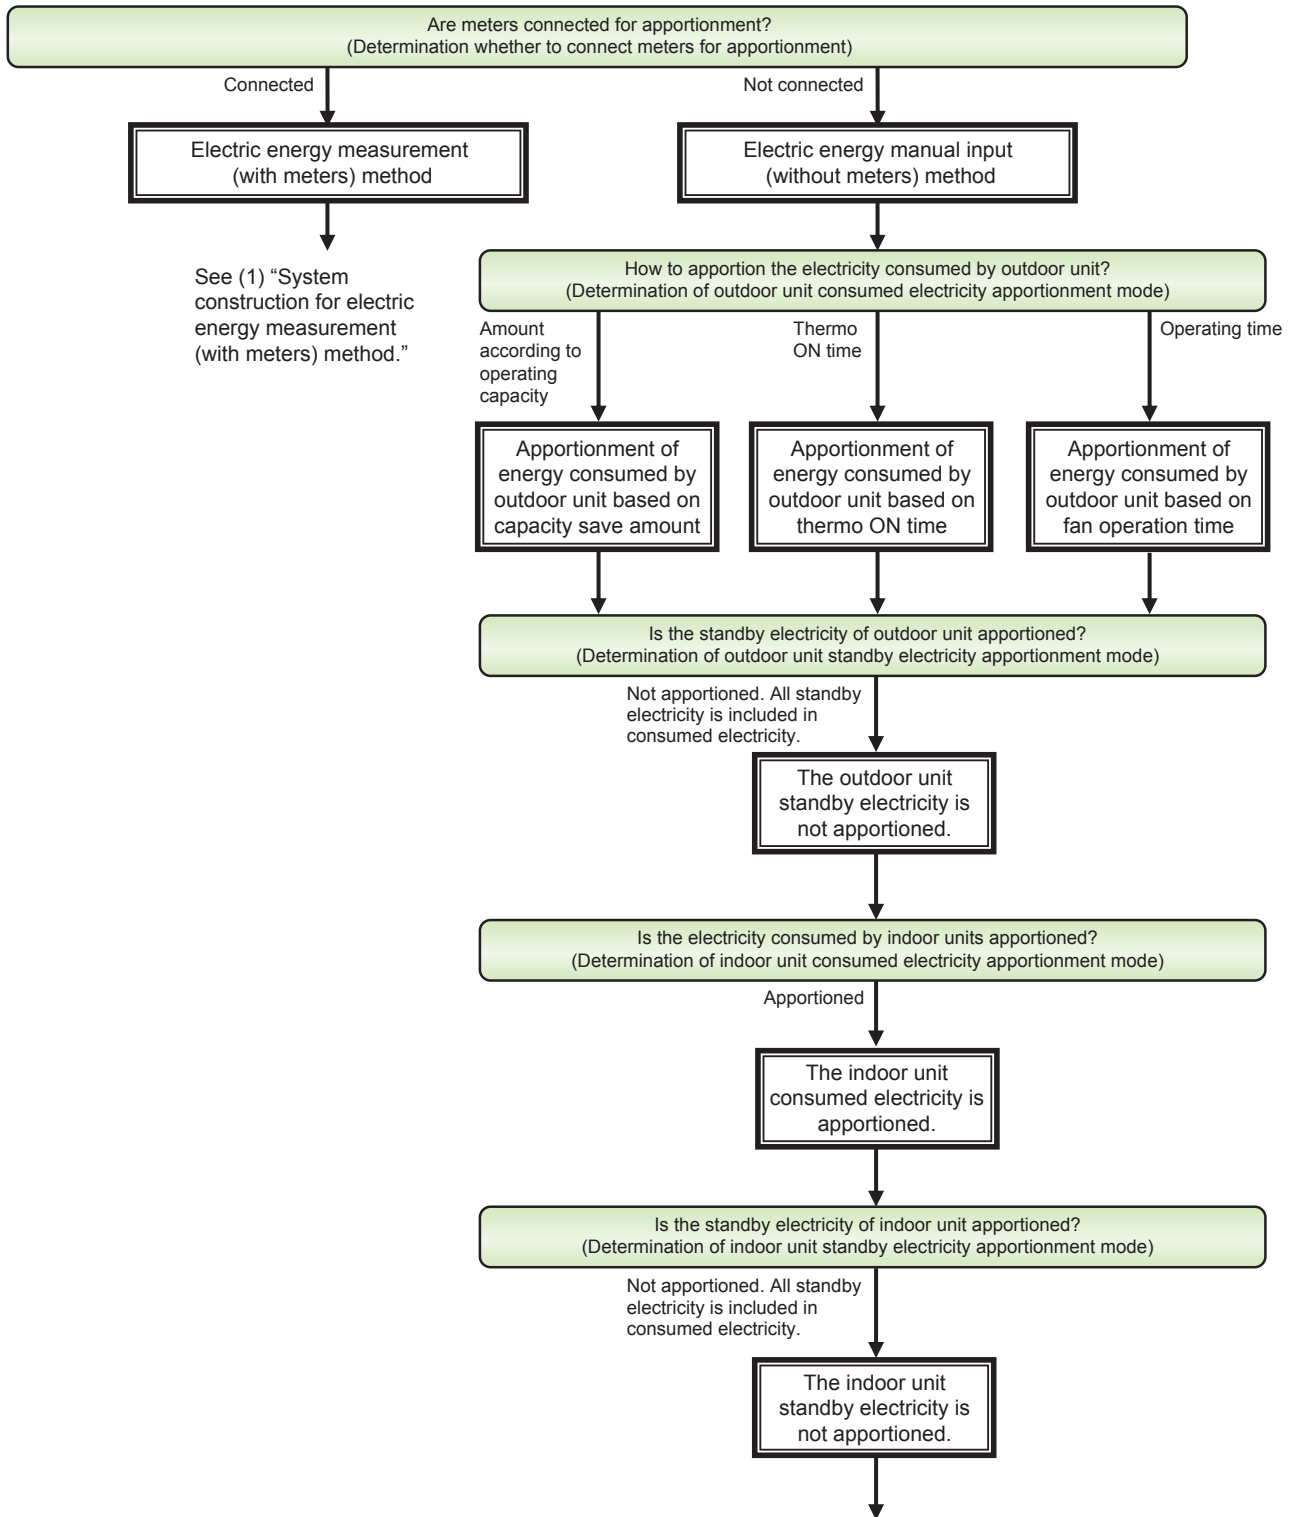 Are meters connected for apportionment?
(Determination whether to connect meters for apportionment)
Connected
Not connected
Electric energy measurement
(with meters) method
Electric energy manual input
(without meters) method
See (1) “System
construction for electric
energy measurement
(with meters) method.”
How to apportion the electricity consumed by outdoor unit?
(Determination of outdoor unit consumed electricity apportionment mode)
Amount
according to
operating
capacity
Thermo
ON time
Operating time
Apportionment of
energy consumed by
outdoor unit based on
capacity save amount
Apportionment of
energy consumed by
outdoor unit based on
thermo ON time
Apportionment of
energy consumed by
outdoor unit based on
fan operation time
Is the standby electricity of outdoor unit apportioned?
(Determination of outdoor unit standby electricity apportionment mode)
Not apportioned. All standby
electricity is included in
consumed electricity.
The outdoor unit
standby electricity is
not apportioned.
Is the electricity consumed by indoor units apportioned?
(Determination of indoor unit consumed electricity apportionment mode)
Apportioned
The indoor unit
consumed electricity is
apportioned.
Is the standby electricity of indoor unit apportioned?
(Determination of indoor unit standby electricity apportionment mode)
Not apportioned. All standby
electricity is included in
consumed electricity.
The indoor unit
standby electricity is
not apportioned.